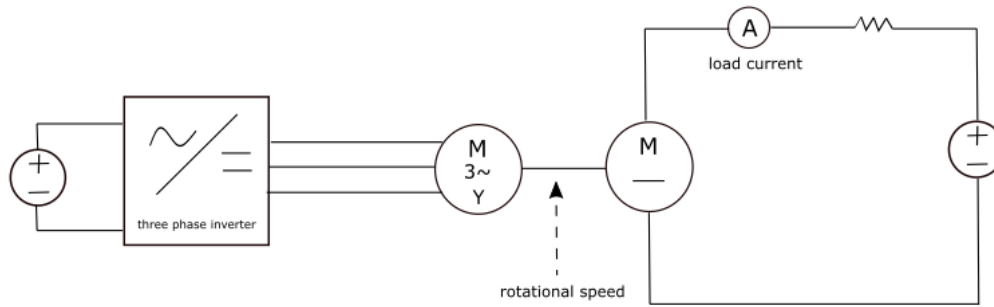 A
load current
+
−
three phase inverter
M
3~
Y
M
+
−
rotational speed